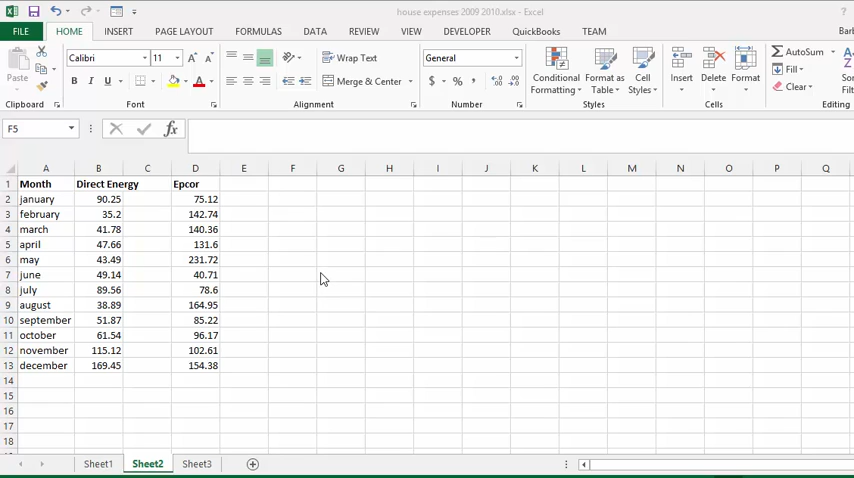 house expenses 2009 2010.xlsx - Excel
?
FILE HOME INSERT PAGE LAYOUT FORMULAS DATA REVIEW VIEW DEVELOPER QuickBooks TEAM
Paste
Calibri 11 A A
B I U A
Wrap Text
Merge & Center
General
$ % , .0 .00 .00 .0
Conditional Formatting
Format as Table
Cell Styles
Insert Delete Format
AutoSum
Fill
Clear
Clipboard Font Alignment Number Styles Cells Editing
F5 fx
A B C D E F G H I J K L M N O P Q
1 Month Direct Energy Epcor
2 january 90.25 75.12
3 february 35.2 142.74
4 march 41.78 140.36
5 april 47.66 131.6
6 may 43.49 231.72
7 june 49.14 40.71
8 july 89.56 78.6
9 august 38.89 164.95
10 september 51.87 85.22
11 october 61.54 96.17
12 november 115.12 102.61
13 december 169.45 154.38
14
15
16
17
18
Sheet1 Sheet2 Sheet3